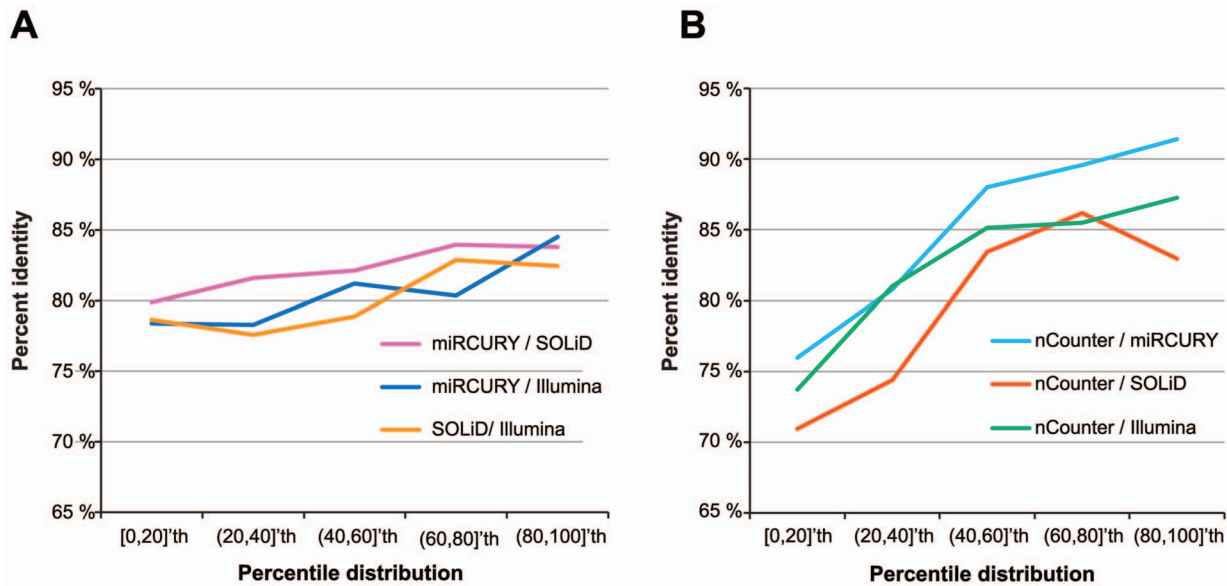 A
95 %
90 %
85 %
80 %
75 %
70 %
65 %
Percent identity
miRCURY / SOLiD
miRCURY / Illumina
SOLiD/ Illumina
[0,20]'th (20,40]'th (40,60]'th (60,80]'th (80,100]'th
Percentile distribution
B
95 %
90 %
85 %
80 %
75 %
70 %
65 %
Percent identity
nCounter / miRCURY
nCounter / SOLiD
nCounter / Illumina
[0,20]'th (20,40]'th (40,60]'th (60,80]'th (80,100]'th
Percentile distribution